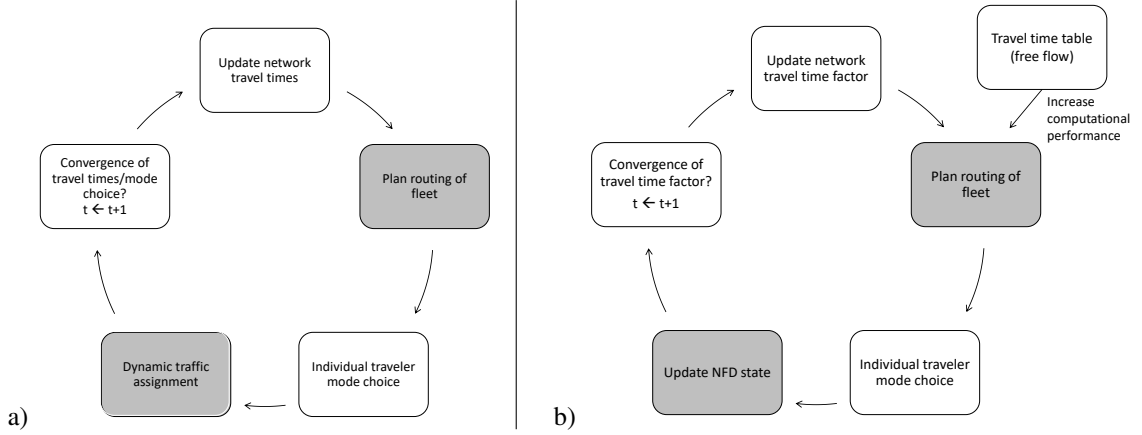 Update network
travel times
Convergence of
travel times/mode
choice?
t ← t+1
Plan routing of
fleet
Dynamic traffic
assignment
Individual traveler
mode choice
a)
Update network
travel time factor
Travel time table
(free flow)
Increase
computational
performance
Convergence of
travel time factor?
t ← t+1
Plan routing of
fleet
Update NFD state
Individual traveler
mode choice
b)